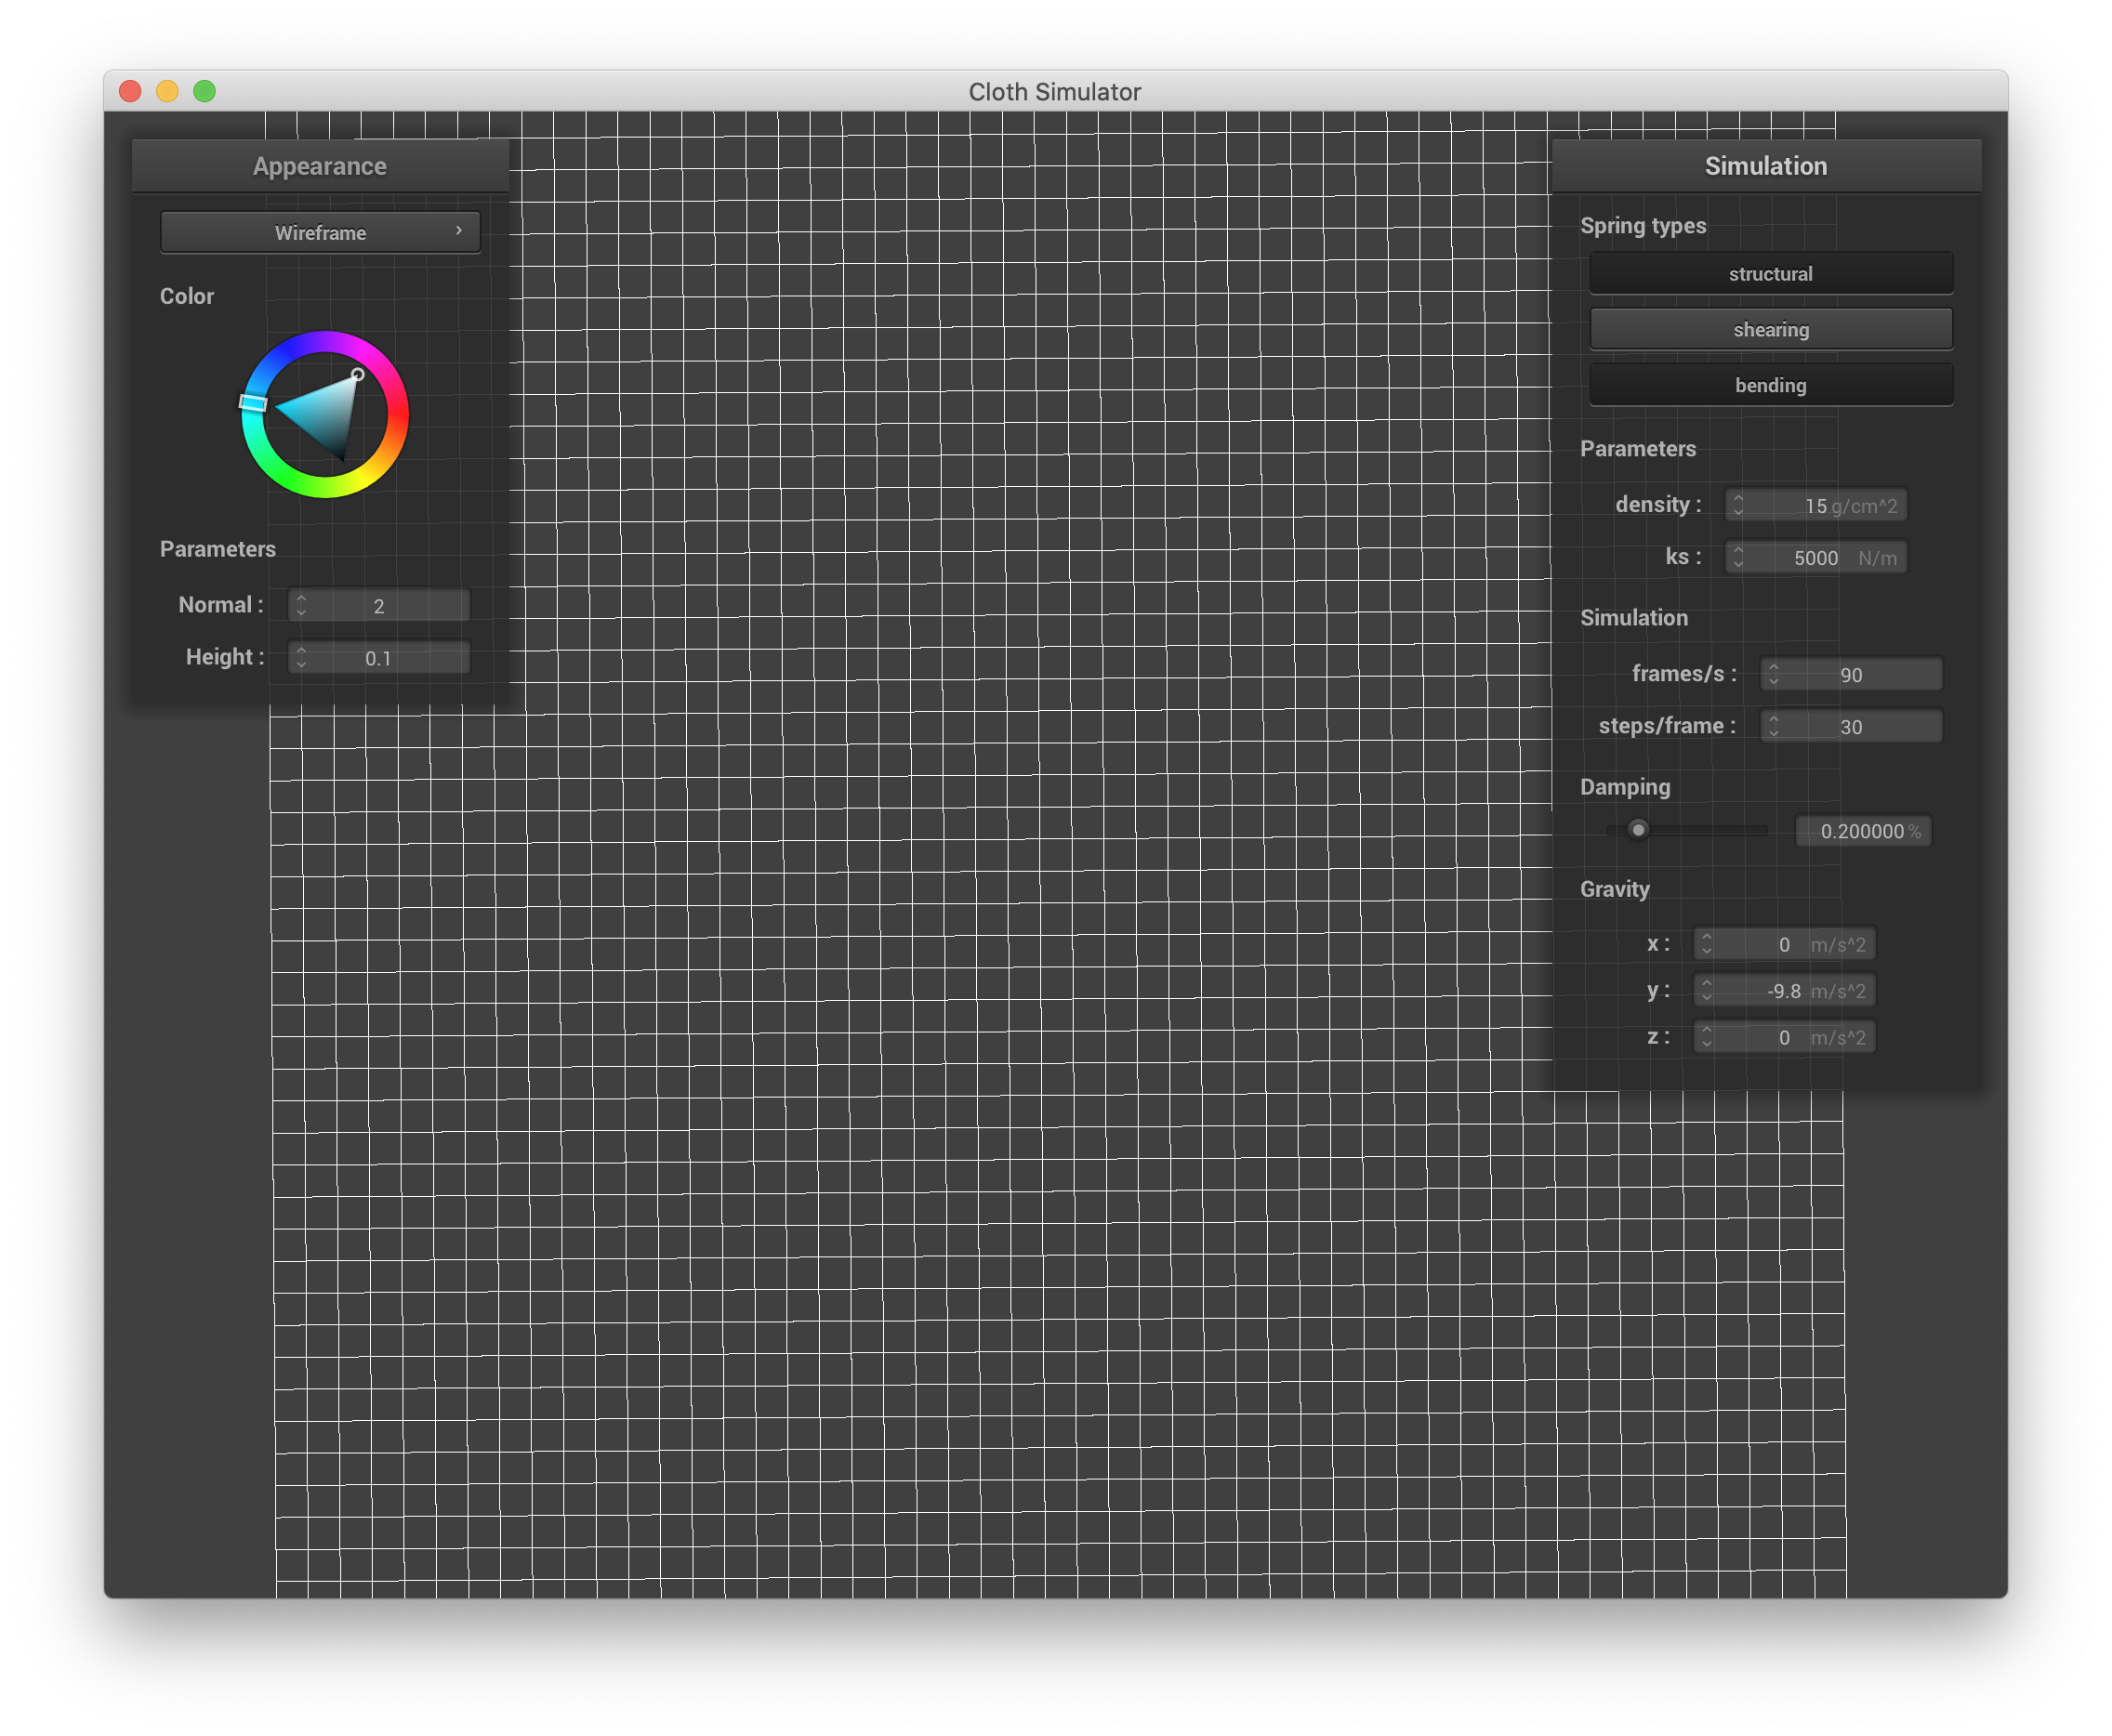 Cloth Simulator
Appearance
Wireframe
Color
Parameters
Normal : 2
Height : 0.1
Simulation
Spring types
structural
shearing
bending
Parameters
density : 15 g/cm^2
ks : 5000 N/m
Simulation
frames/s : 90
steps/frame : 30
Damping
0.200000 %
Gravity
x : 0 m/s^2
y : -9.8 m/s^2
z : 0 m/s^2